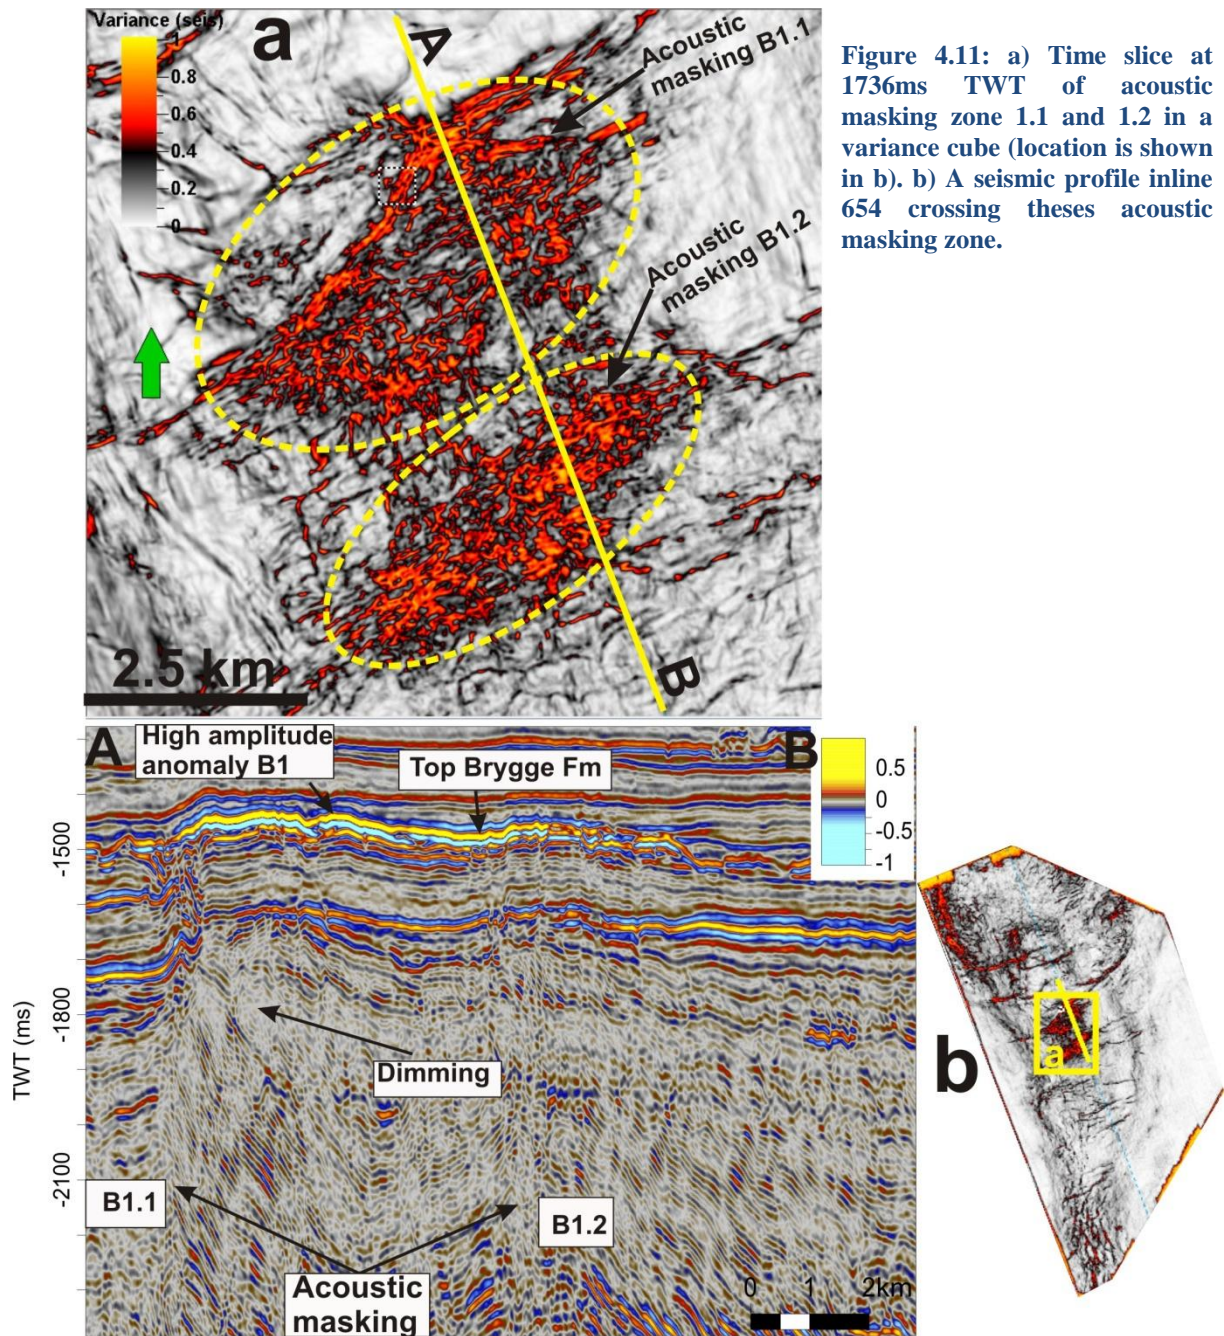 Variance (seis)
a
1
0.8
0.6
0.4
0.2
0
A
Acoustic
masking B1.1
Acoustic
masking B1.2
B
2.5 km
Figure 4.11: a) Time slice at
1736ms TWT of acoustic
masking zone 1.1 and 1.2 in a
variance cube (location is shown
in b). b) A seismic profile inline
654 crossing theses acoustic
masking zone.
A
High amplitude
anomaly B1
Top Brygge Fm
B
0.5
0
-0.5
-1
-1500
-1800
-2100
TWT (ms)
Dimming
B1.1
B1.2
Acoustic
masking
0 1 2km
a
b